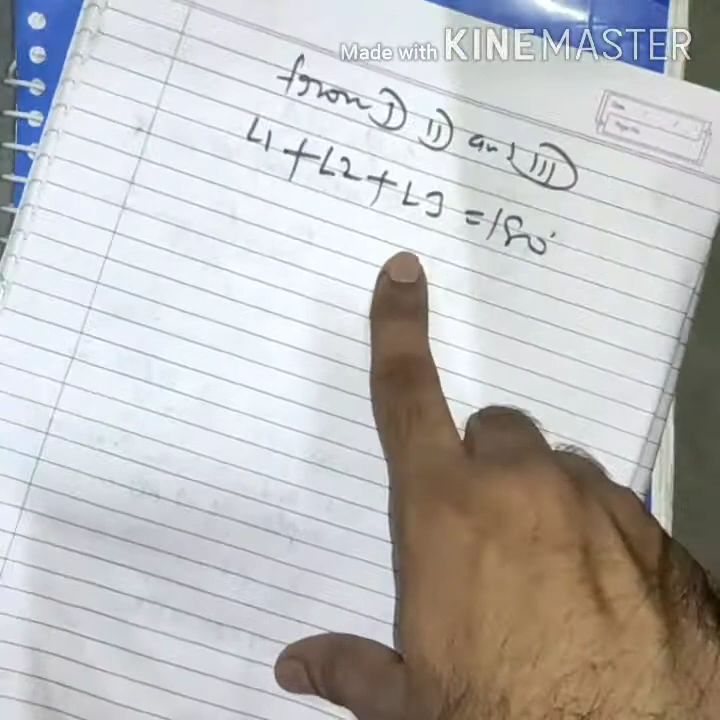 Made with KINEMASTER
from I) II) and III)
∠1+∠2+∠3 =180°